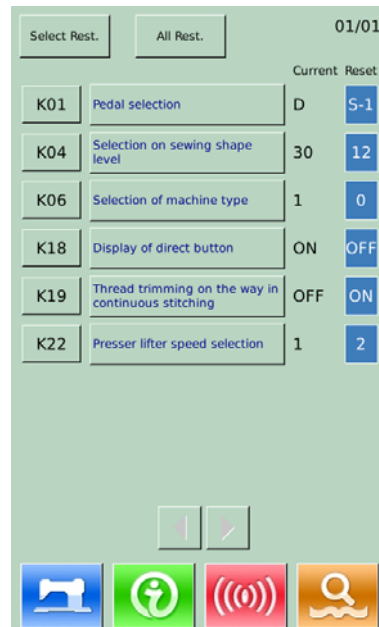 Select Rest.
All Rest.
01/01
Current Reset
K01 Pedal selection D S-1
K04 Selection on sewing shape level 30 12
K06 Selection of machine type 1 0
K18 Display of direct button ON OFF
K19 Thread trimming on the way in continuous stitching OFF ON
K22 Presser lifter speed selection 1 2